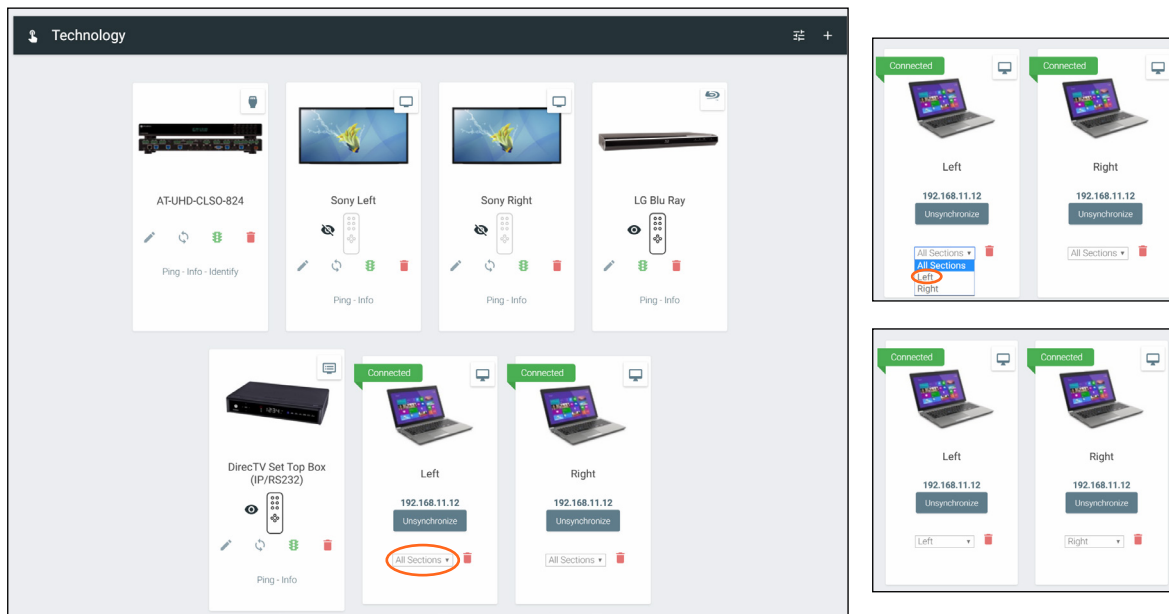 Technology
AT-UHD-CLSO-824
Ping - Info - Identify
Sony Left
Ping - Info
Sony Right
Ping - Info
LG Blu Ray
Ping - Info
DirecTV Set Top Box
(IP/RS232)
Ping - Info
Connected
Left
192.168.11.12
Unsynchronize
All Sections
Connected
Right
192.168.11.12
Unsynchronize
All Sections
Connected
Left
192.168.11.12
Unsynchronize
All Sections
All Sections
Left
Right
Connected
Right
192.168.11.12
Unsynchronize
All Sections
Connected
Left
192.168.11.12
Unsynchronize
Left
Connected
Right
192.168.11.12
Unsynchronize
Right